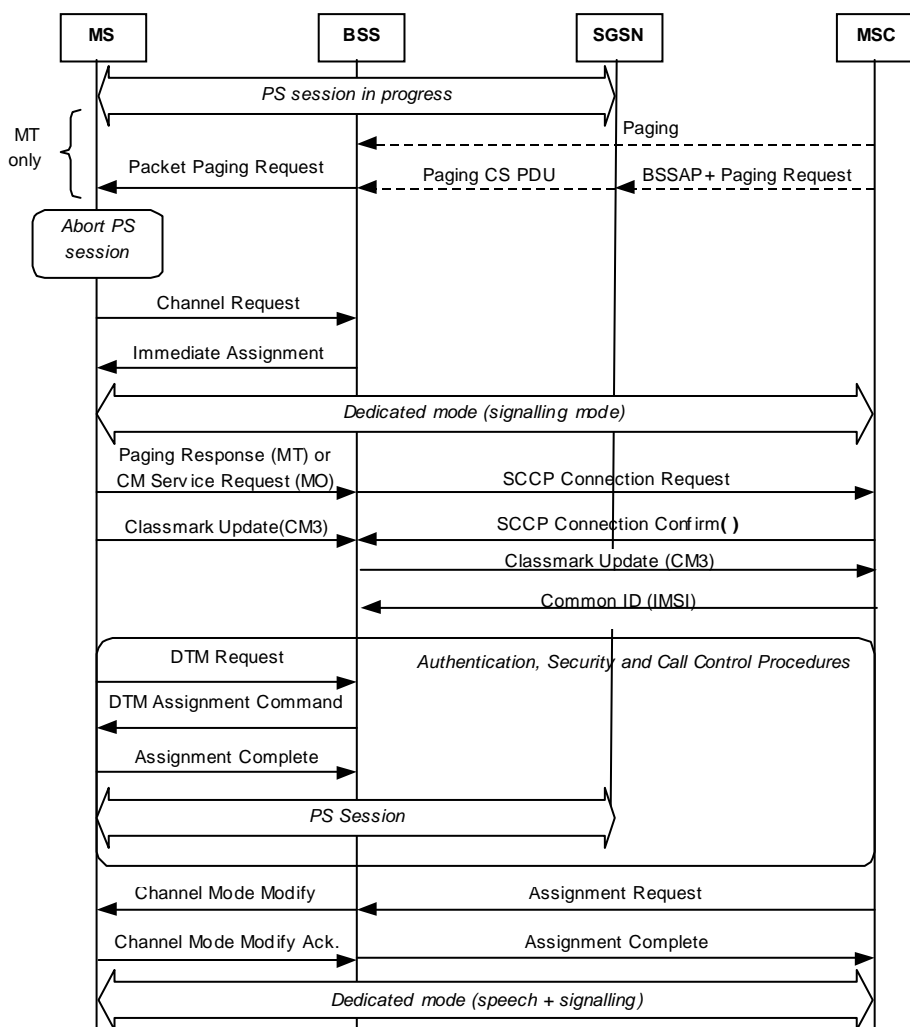 MS BSS SGSN MSC
PS session in progress
MT
only
Paging
Packet Paging Request Paging CS PDU BSSAP+ Paging Request
Abort PS
session
Channel Request
Immediate Assignment
Dedicated mode (signalling mode)
Paging Response (MT) or
CM Service Request (MO) SCCP Connection Request
Classmark Update(CM3) SCCP Connection Confirm( )
Classmark Update (CM3)
Common ID (IMSI)
DTM Request Authentication, Security and Call Control Procedures
DTM Assignment Command
Assignment Complete
PS Session
Channel Mode Modify Assignment Request
Channel Mode Modify Ack. Assignment Complete
Dedicated mode (speech + signalling)